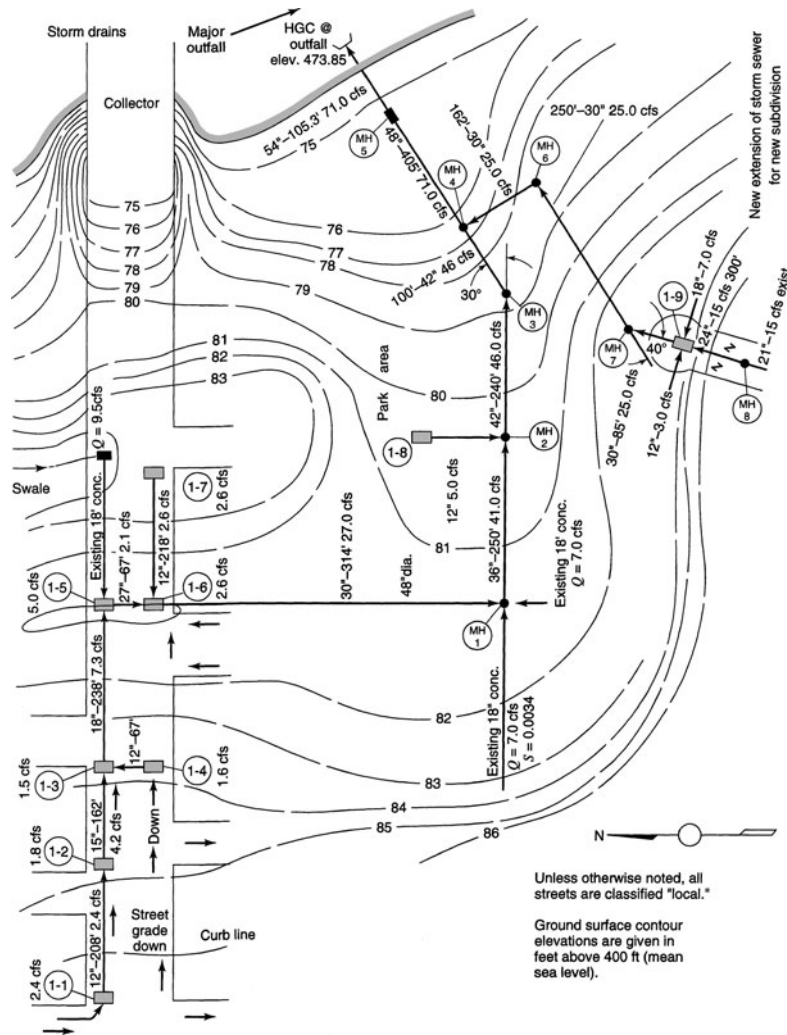 Storm drains
Major
outfall
HGC @
outfall
elev. 473.85
Collector
54"–105.3' 71.0 cfs
75
MH
5
48"–405' 71.0 cfs
162'–30" 25.0 cfs
250'–30" 25.0 cfs
MH
4
MH
6
New extension of storm sewer
for new subdivision
75
76
77
78
79
80
76
77
78
79
100'–42" 46 cfs
30°
MH
3
18"–7.0 cfs
24"–15 cfs 300'
21"–15 cfs exist
1-9
40°
MH
7
N
N
MH
8
30"–85' 25.0 cfs
12"–3.0 cfs
81
82
83
Park area
80
42"–240' 46.0 cfs
Q = 9.5cfs
1-8
MH
2
Swale
Existing 18' conc.
1-7
2.6 cfs
12"-218' 2.6 cfs
27"–67' 2.1 cfs
30"–314' 27.0 cfs
48"dia.
12" 5.0 cfs
81
36"–250' 41.0 cfs
Existing 18' conc.
Q = 7.0 cfs
5.0 cfs
1-5
1-6
2.6 cfs
MH
1
18"–238' 7.3 cfs
82
Existing 18" conc.
Q = 7.0 cfs
S = 0.0034
12"–67'
1.5 cfs
1-3
1-4
1.6 cfs
83
84
85
86
15"–162'
4.2 cfs
Down
1.8 cfs
1-2
N
12"–208' 2.4 cfs
Street
grade
down
Curb line
2.4 cfs
1-1
Unless otherwise noted, all
streets are classified "local."
Ground surface contour
elevations are given in
feet above 400 ft (mean
sea level).